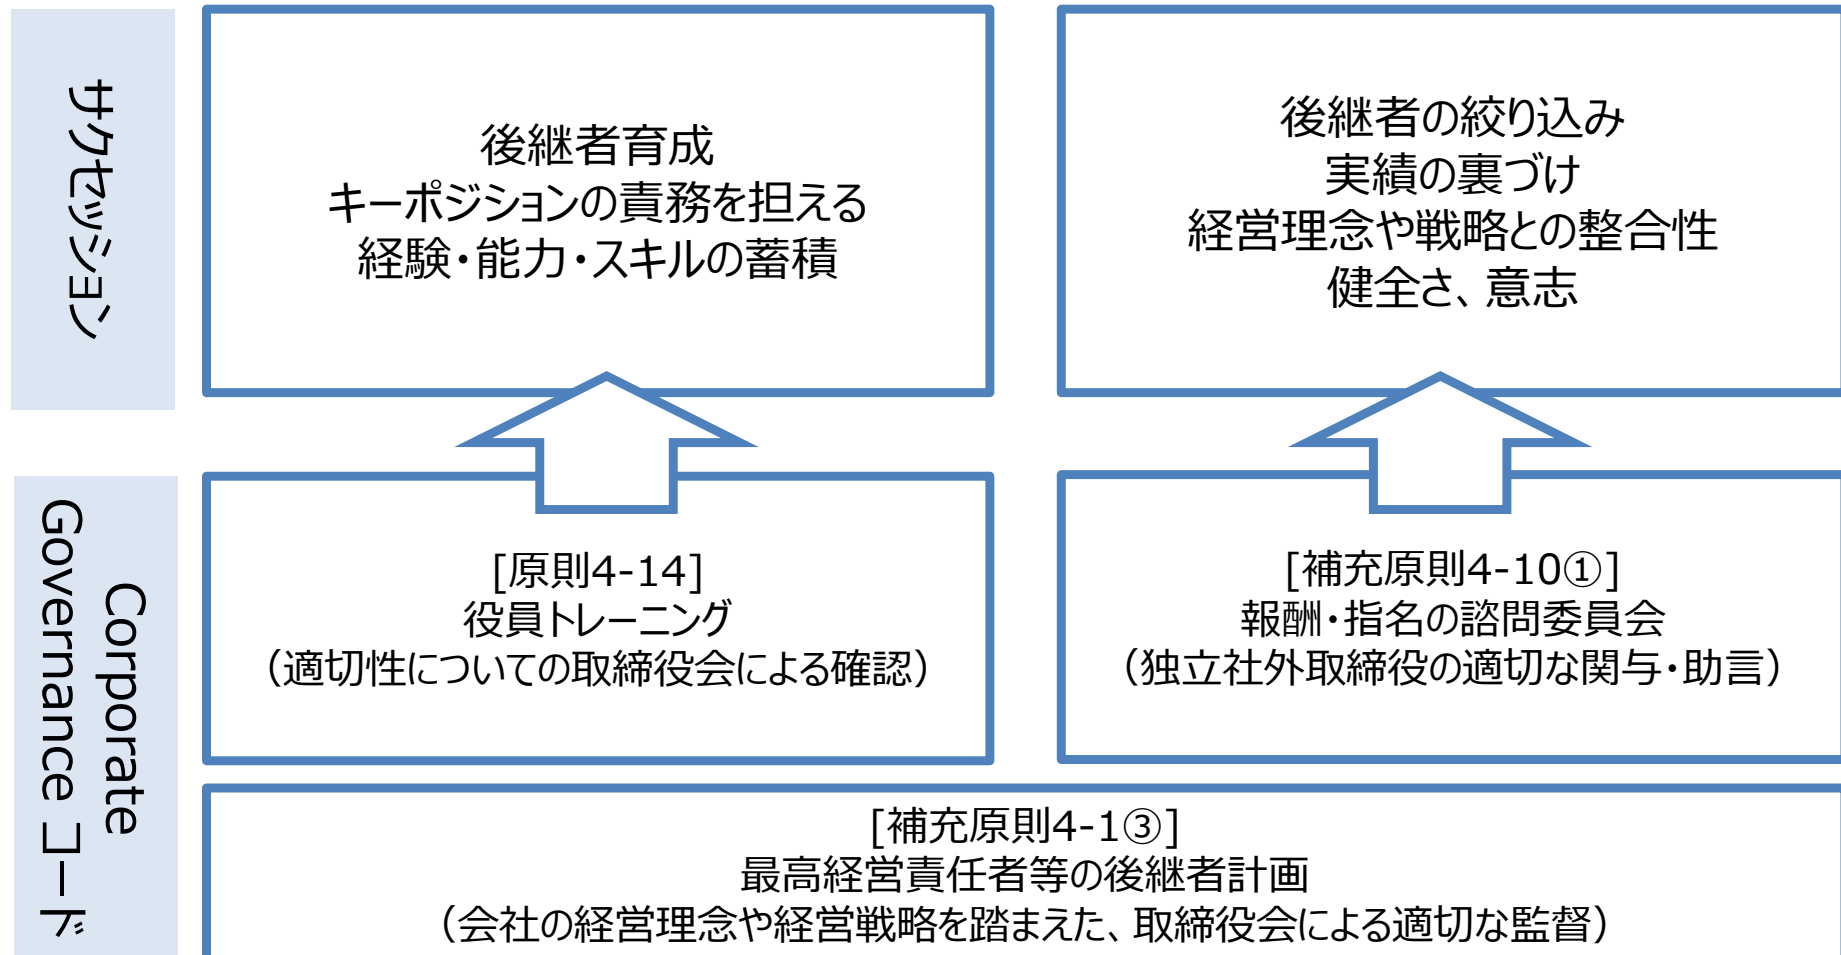 サクセッション
後継者育成
キーポジションの責務を担える
経験・能力・スキルの蓄積
後継者の絞り込み
実績の裏づけ
経営理念や戦略との整合性
健全さ、意志
Corporate
Governance コード
[原則4-14]
役員トレーニング
（適切性についての取締役会による確認）
[補充原則4-10①]
報酬・指名の諮問委員会
（独立社外取締役の適切な関与・助言）
[補充原則4-1③]
最高経営責任者等の後継者計画
（会社の経営理念や経営戦略を踏まえた、取締役会による適切な監督）